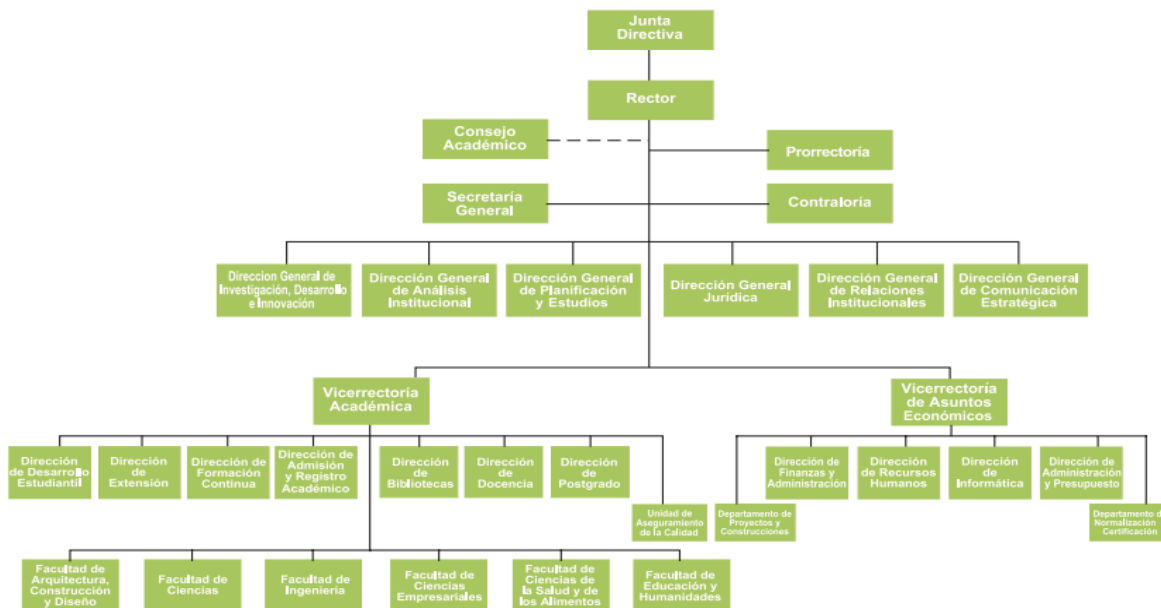 Junta
Directiva
Rector
Consejo
Académico
Prorrectoría
Secretaría
General
Contraloría
Direccion General de
Investigación, Desarrollo
e Innovación
Dirección General
de Análisis
Institucional
Dirección General
de Planificación
y Estudios
Dirección General
Jurídica
Dirección General
de Relaciones
Institucionales
Dirección General
de Comunicación
Estratégica
Vicerrectoría
Académica
Vicerrectoría
de Asuntos
Económicos
Dirección
de Desarrollo
Estudiantil
Dirección
de
Extensión
Dirección de
Formación
Continua
Dirección de
Admisión
y Registro
Académico
Dirección
de
Bibliotecas
Dirección
de
Docencia
Dirección
de
Postgrado
Unidad de
Aseguramiento
de la Calidad
Dirección de
Finanzas y
Administración
Dirección
de Recursos
Humanos
Dirección
de
Informática
Dirección de
Administración
y Presupuesto
Departamento de
Proyectos y
Construcciones
Departamento de
Normalización
Certificación
Facultad de
Arquitectura,
Construcción
y Diseño
Facultad de
Ciencias
Facultad de
Ingeniería
Facultad de
Ciencias
Empresariales
Facultad de
Ciencias de
la Salud y de
los Alimentos
Facultad de
Educación y
Humanidades